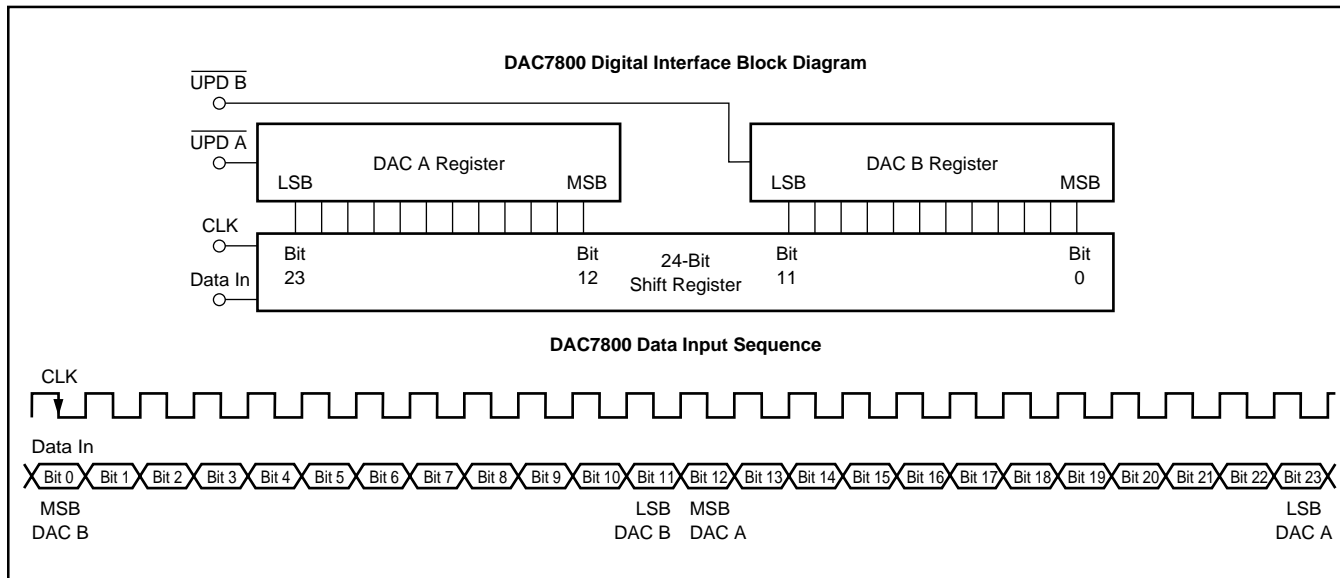 DAC7800 Digital Interface Block Diagram
UPD B
UPD A
DAC A Register
LSB MSB
DAC B Register
LSB MSB
CLK
Data In
Bit 23
Bit 12
24-Bit
Shift Register
Bit 11
Bit 0
DAC7800 Data Input Sequence
CLK
Data In
Bit 0 Bit 1 Bit 2 Bit 3 Bit 4 Bit 5 Bit 6 Bit 7 Bit 8 Bit 9 Bit 10 Bit 11 Bit 12 Bit 13 Bit 14 Bit 15 Bit 16 Bit 17 Bit 18 Bit 19 Bit 20 Bit 21 Bit 22 Bit 23
MSB LSB MSB LSB
DAC B DAC B DAC A DAC A